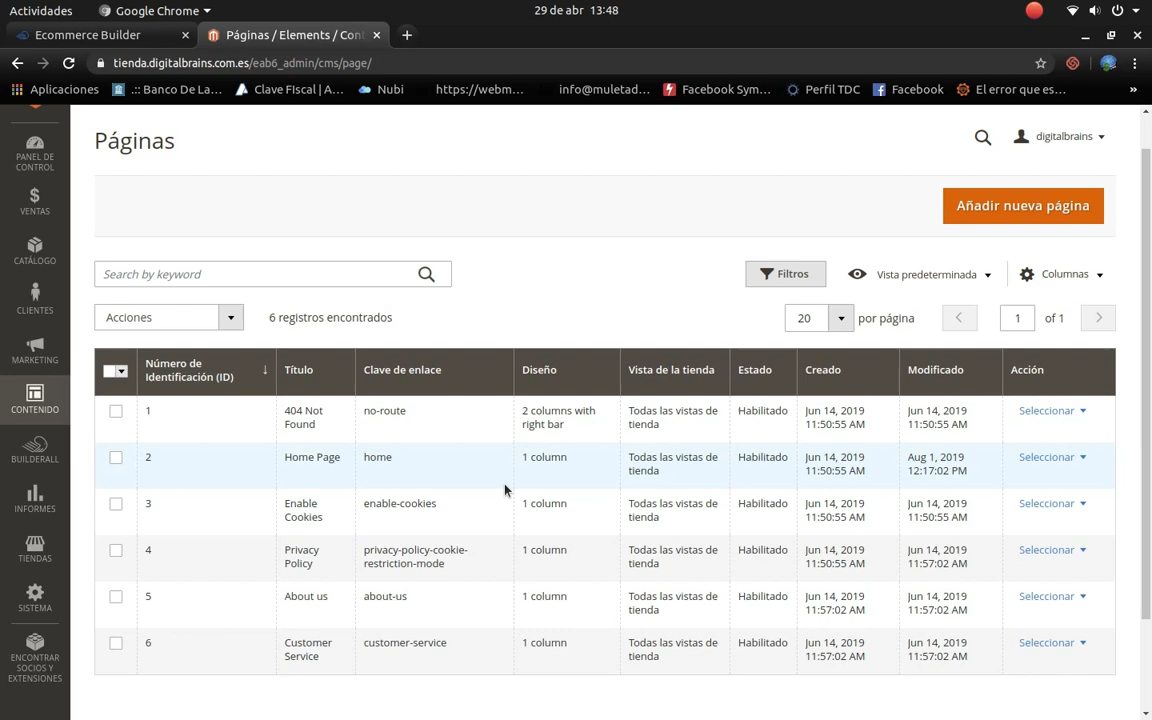 Actividades
Google Chrome
29 de abr 13:48
Ecommerce Builder
Páginas / Elements / Cont
tienda.digitalbrains.com.es/eab6_admin/cms/page/
Aplicaciones
.:: Banco De La...
Clave FIscal | A...
Nubi
https://webm...
info@muletad...
Facebook Sym...
Perfil TDC
Facebook
El error que es...
»
PANEL DE
CONTROL
VENTAS
CATÁLOGO
CLIENTES
MARKETING
CONTENIDO
BUILDERALL
INFORMES
TIENDAS
SISTEMA
ENCONTRAR
SOCIOS Y
EXTENSIONES
Páginas
digitalbrains
Añadir nueva página
Search by keyword
Filtros
Vista predeterminada
Columnas
Acciones
6 registros encontrados
20
por página
1
of 1
Número de
Identificación (ID)
Título
Clave de enlace
Diseño
Vista de la tienda
Estado
Creado
Modificado
Acción
1
404 Not
Found
no-route
2 columns with
right bar
Todas las vistas de
tienda
Habilitado
Jun 14, 2019
11:50:55 AM
Jun 14, 2019
11:50:55 AM
Seleccionar
2
Home Page
home
1 column
Todas las vistas de
tienda
Habilitado
Jun 14, 2019
11:50:55 AM
Aug 1, 2019
12:17:02 PM
Seleccionar
3
Enable
Cookies
enable-cookies
1 column
Todas las vistas de
tienda
Habilitado
Jun 14, 2019
11:50:55 AM
Jun 14, 2019
11:50:55 AM
Seleccionar
4
Privacy
Policy
privacy-policy-cookie-
restriction-mode
1 column
Todas las vistas de
tienda
Habilitado
Jun 14, 2019
11:50:55 AM
Jun 14, 2019
11:57:02 AM
Seleccionar
5
About us
about-us
1 column
Todas las vistas de
tienda
Habilitado
Jun 14, 2019
11:57:02 AM
Jun 14, 2019
11:57:02 AM
Seleccionar
6
Customer
Service
customer-service
1 column
Todas las vistas de
tienda
Habilitado
Jun 14, 2019
11:57:02 AM
Jun 14, 2019
11:57:02 AM
Seleccionar